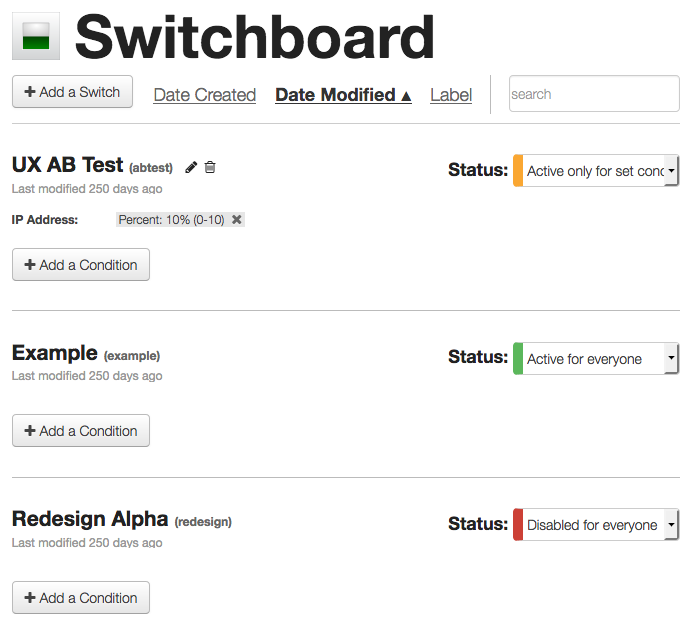 Switchboard
+ Add a Switch Date Created Date Modified ▲ Label search
UX AB Test (abtest) Status: Active only for set conc
Last modified 250 days ago
IP Address: Percent: 10% (0-10) ✖
+ Add a Condition
Example (example) Status: Active for everyone
Last modified 250 days ago
+ Add a Condition
Redesign Alpha (redesign) Status: Disabled for everyone
Last modified 250 days ago
+ Add a Condition